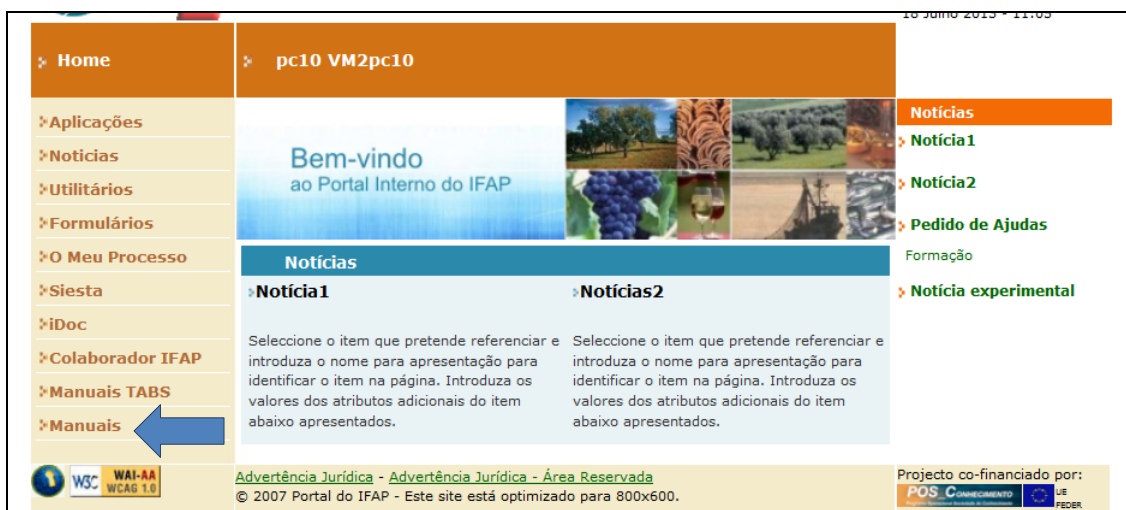 18 Julho 2013 - 11:05
Home
pc10 VM2pc10
Aplicações
Noticias
Utilitários
Formulários
O Meu Processo
Siesta
iDoc
Colaborador IFAP
Manuais TABS
Manuais
Bem-vindo
ao Portal Interno do IFAP
Notícias
Notícia1
Seleccione o item que pretende referenciar e
introduza o nome para apresentação para
identificar o item na página. Introduza os
valores dos atributos adicionais do item
abaixo apresentados.
Notícias2
Seleccione o item que pretende referenciar e
introduza o nome para apresentação para
identificar o item na página. Introduza os
valores dos atributos adicionais do item
abaixo apresentados.
Notícias
Notícia1
Notícia2
Pedido de Ajudas
Formação
Notícia experimental
W3C WAI-AA
WCAG 1.0
Advertência Jurídica - Advertência Jurídica - Área Reservada
© 2007 Portal do IFAP - Este site está optimizado para 800x600.
Projecto co-financiado por:
POS_Conhecimento
UE
FEDER